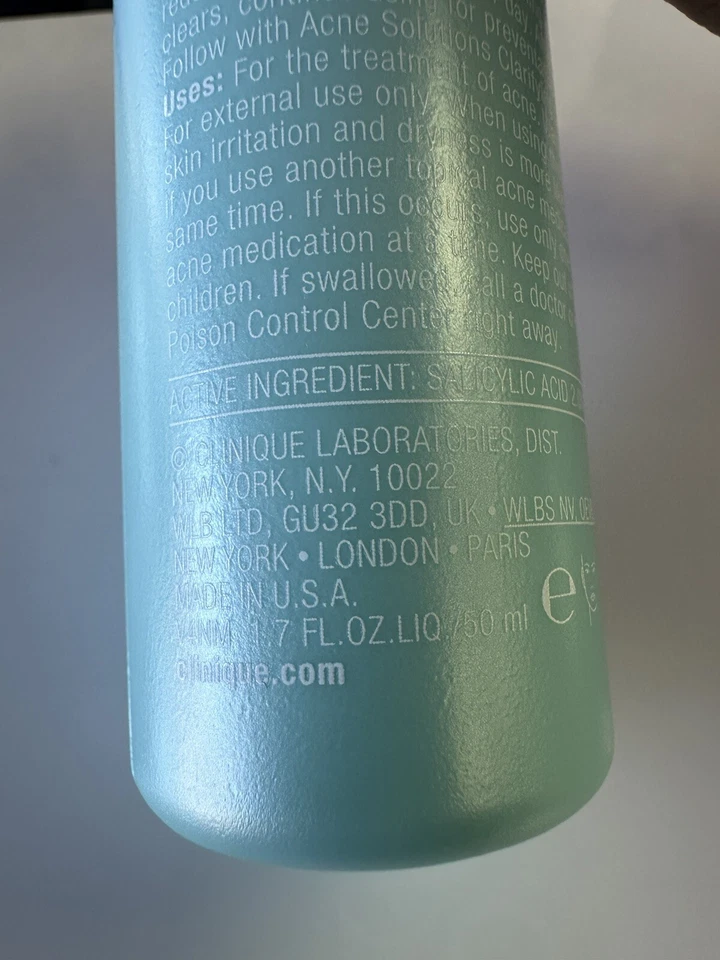 clears, continue
Follow with Acne Solutions Clarify
Uses: For the treatment of acne.
For external use only, when using
skin irritation and dryness is more
if you use another topical acne
same time. If this occurs, use only
acne medication at a time. Keep out
children. If swallowed, call a doctor
Poison Control Center right away.
ACTIVE INGREDIENT: SALICYLIC ACID
© CLINIQUE LABORATORIES, DIST.
NEW YORK, N.Y. 10022
WLB LTD, GU32 3DD, UK • WLBS NV,
NEW YORK • LONDON • PARIS
MADE IN U.S.A.
1.7 FL.OZ.LIQ./50 ml e
clinique.com